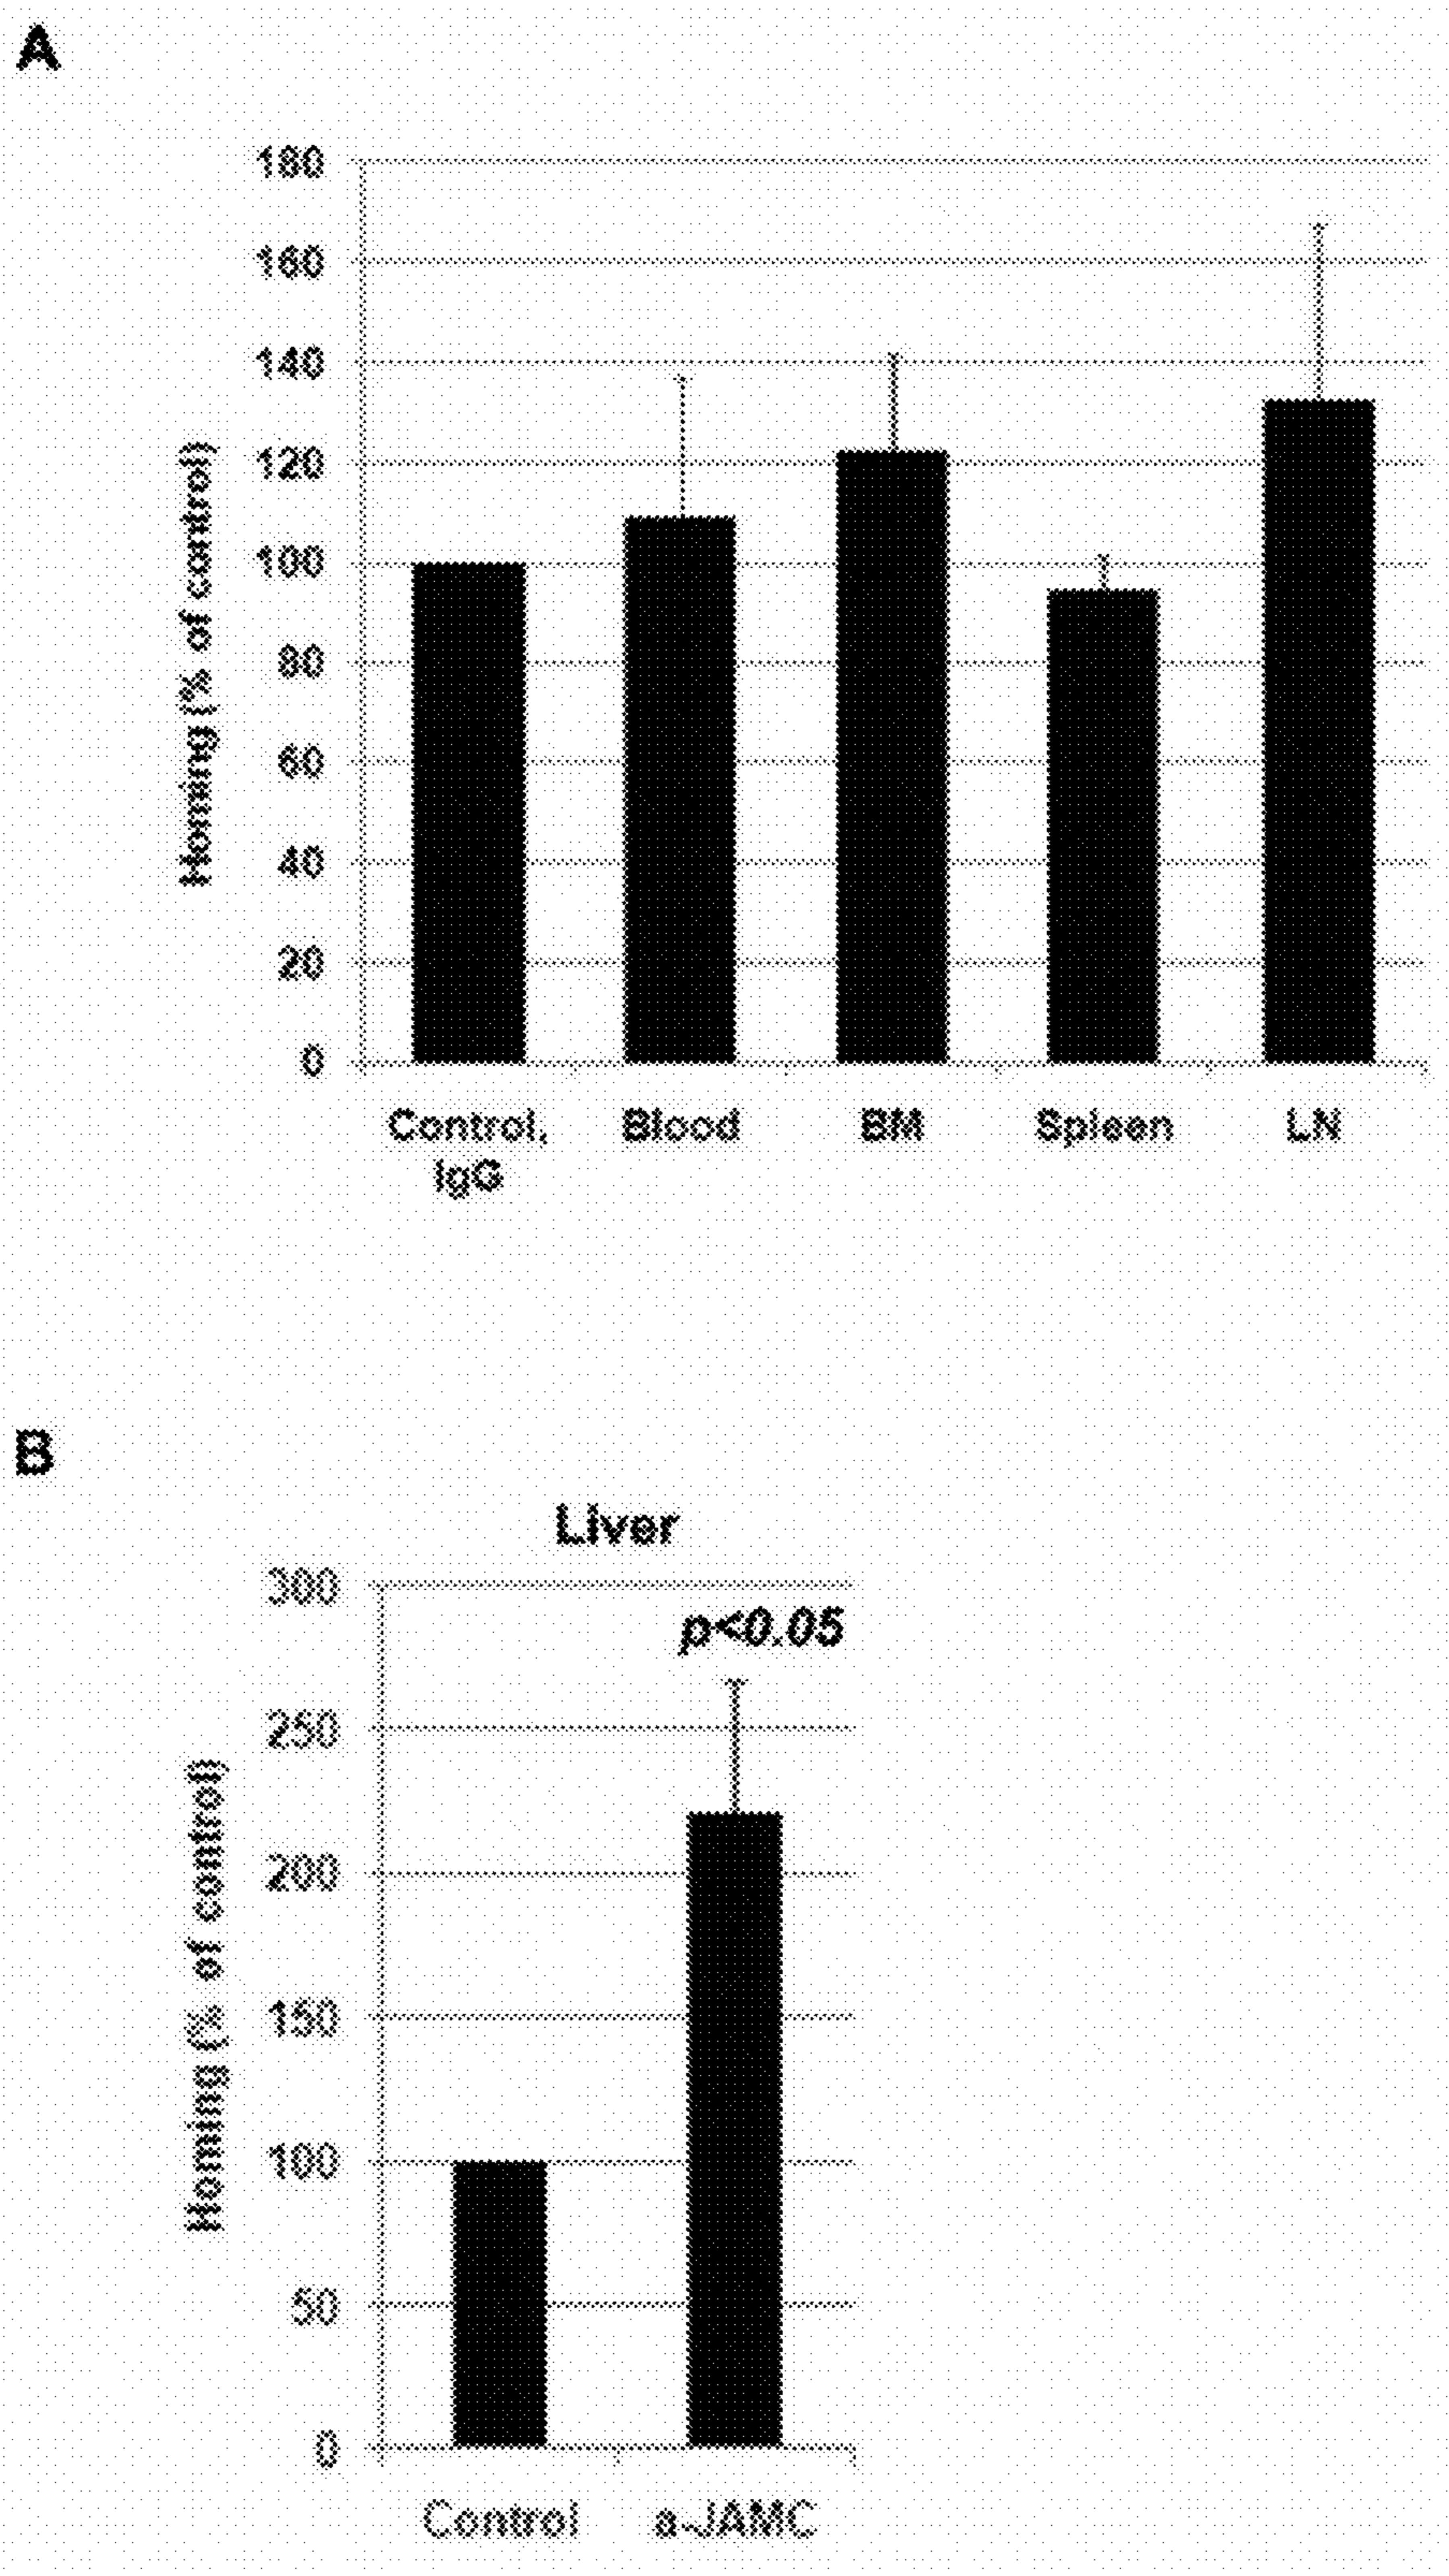 A
180
160
140
120
100
80
60
40
20
0
Homing (% of control)
Control, Blood BM Spleen LN
IgG
B
Liver
300
p<0.05
250
200
150
100
50
0
Homing (% of control)
Control a-JAMC